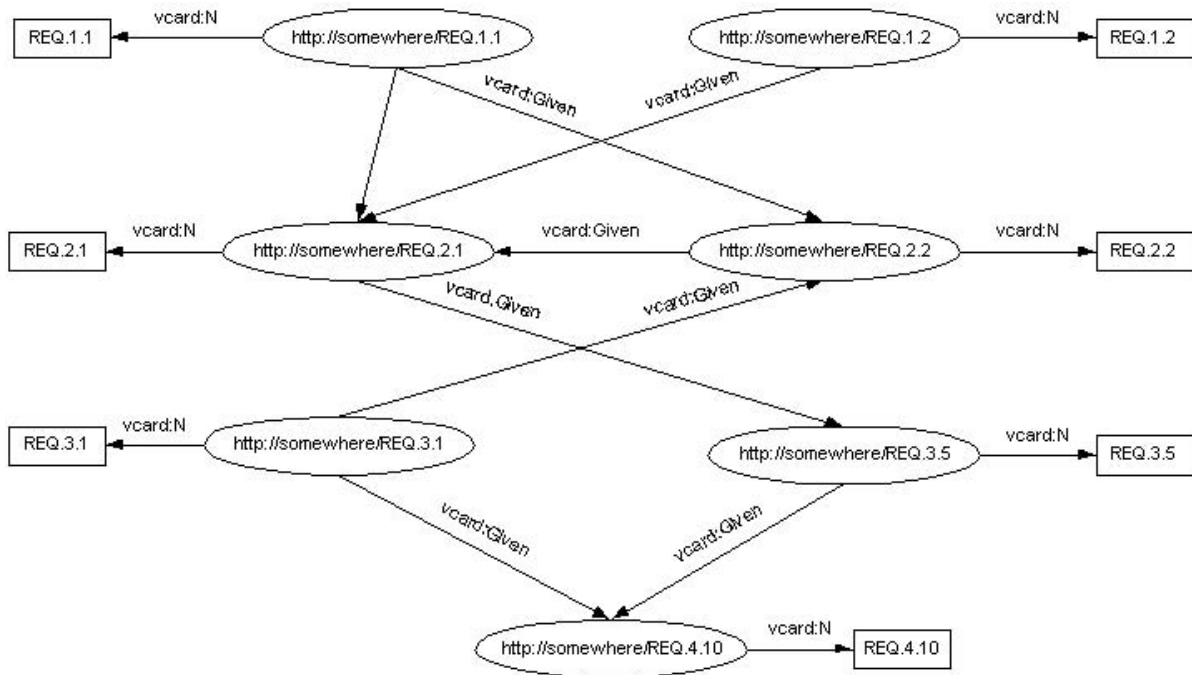 vcard:N
REQ.1.1
http://somewhere/REQ.1.1
http://somewhere/REQ.1.2
vcard:N
REQ.1.2
vcard:Given
vcard:Given
vcard:N
REQ.2.1
http://somewhere/REQ.2.1
vcard:Given
http://somewhere/REQ.2.2
vcard:N
REQ.2.2
vcard.Given
vcard:Given
vcard:N
REQ.3.1
http://somewhere/REQ.3.1
http://somewhere/REQ.3.5
vcard:N
REQ.3.5
vcard:Given
vcard:Given
http://somewhere/REQ.4.10
vcard:N
REQ.4.10